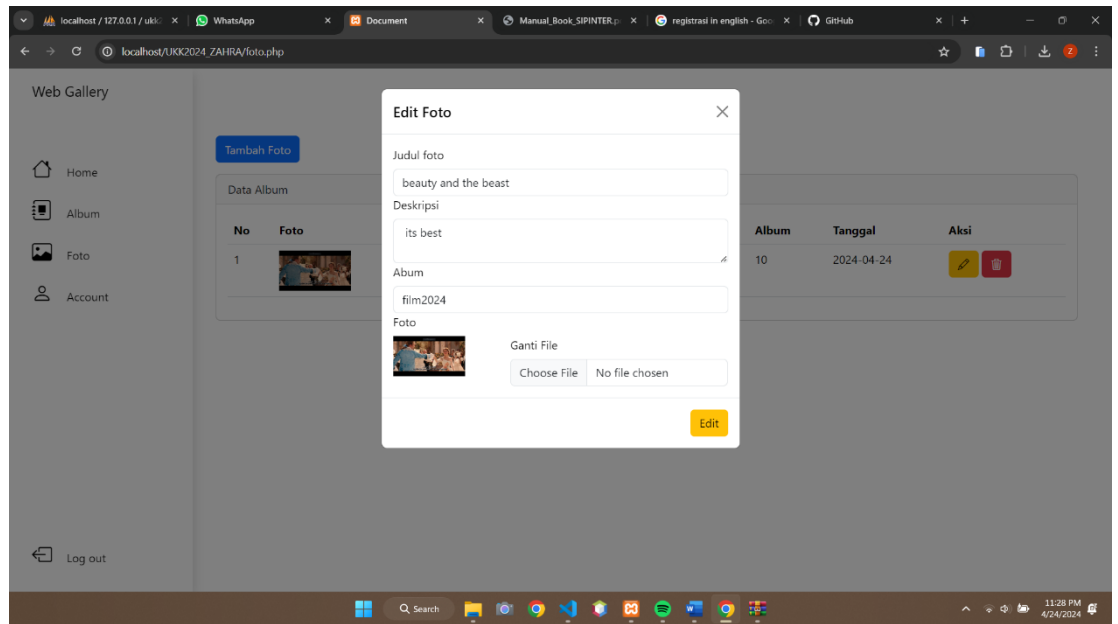 localhost / 127.0.0.1 / ukk2
WhatsApp
Document
Manual_Book_SIPINTER.p
registrasi in english - Goo
GitHub
localhost/UKK2024_ZAHRA/foto.php
Z
Web Gallery
Home
Album
Foto
Account
Log out
Tambah Foto
Data Album
No Foto Album Tanggal Aksi
1 10 2024-04-24
Edit Foto
Judul foto
beauty and the beast
Deskripsi
its best
Abum
film2024
Foto
Ganti File
Choose File No file chosen
Edit
Search
11:28 PM
4/24/2024